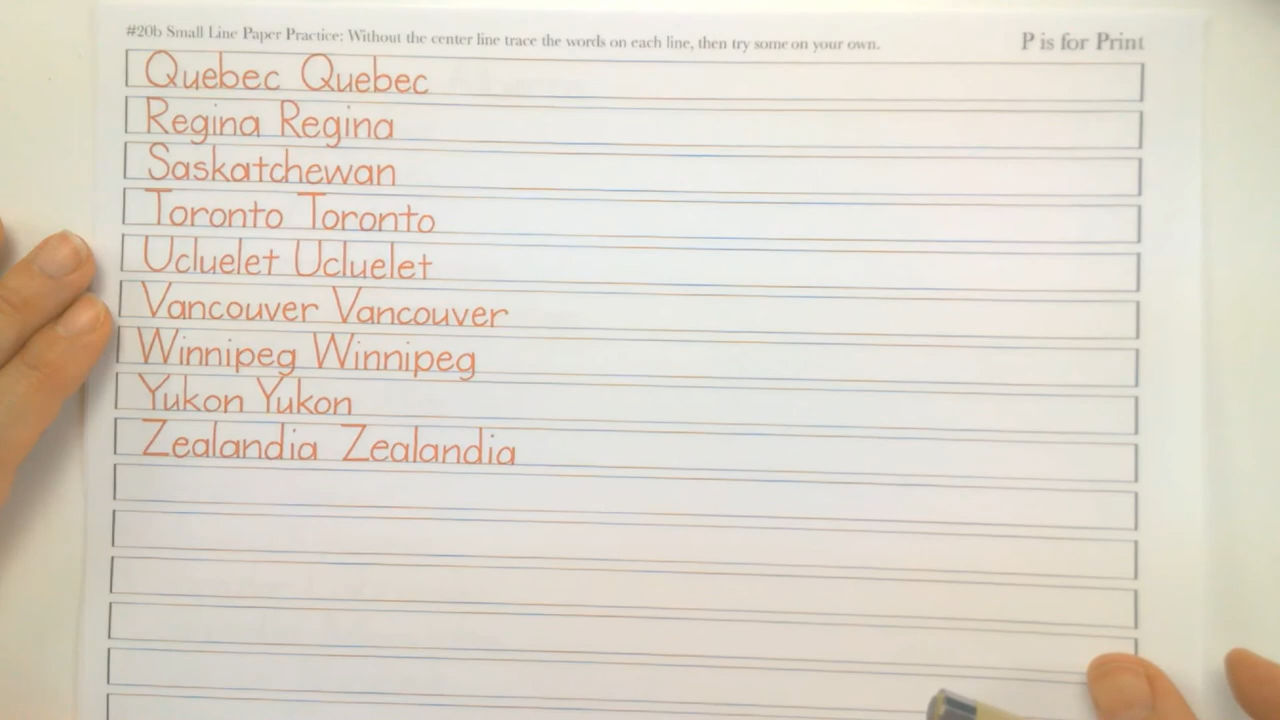 #20b Small Line Paper Practice: Without the center line trace the words on each line, then try some on your own. P is for Print
Quebec Quebec
Regina Regina
Saskatchewan
Toronto Toronto
Ucluelet Ucluelet
Vancouver Vancouver
Winnipeg Winnipeg
Yukon Yukon
Zealandia Zealandia